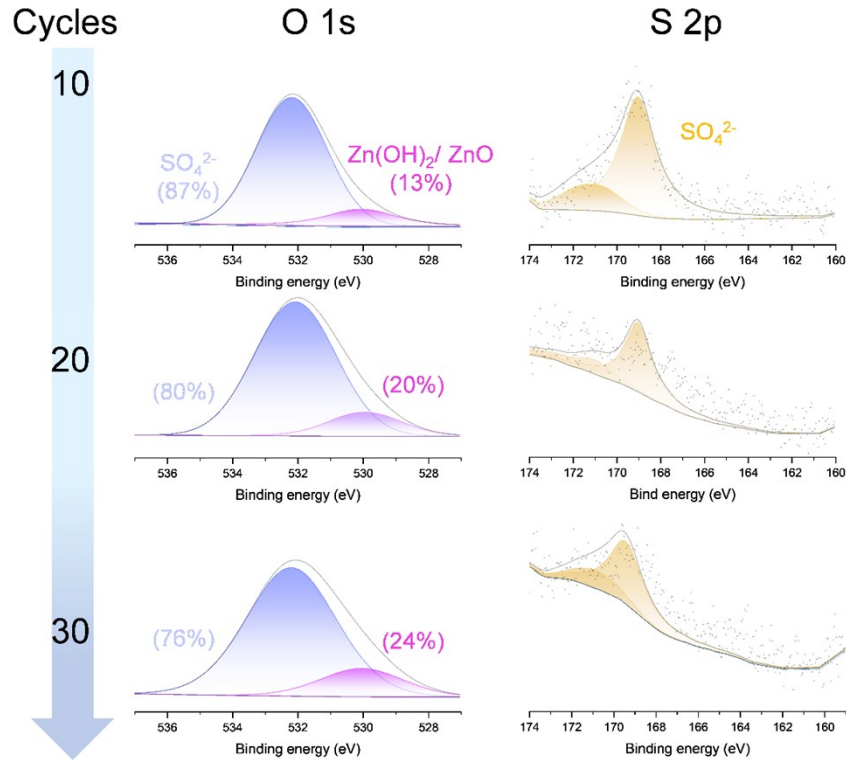 Cycles
O 1s
S 2p
10
SO₄²⁻
(87%)
Zn(OH)₂/ ZnO
(13%)
SO₄²⁻
536 534 532 530 528
Binding energy (eV)
174 172 170 168 166 164 162 160
Binding energy (eV)
20
(80%)
(20%)
536 534 532 530 528
Binding energy (eV)
174 172 170 168 166 164 162 160
Bind energy (eV)
30
(76%)
(24%)
536 534 532 530 528
Binding energy (eV)
174 172 170 168 166 164 162 160
Binding energy (eV)